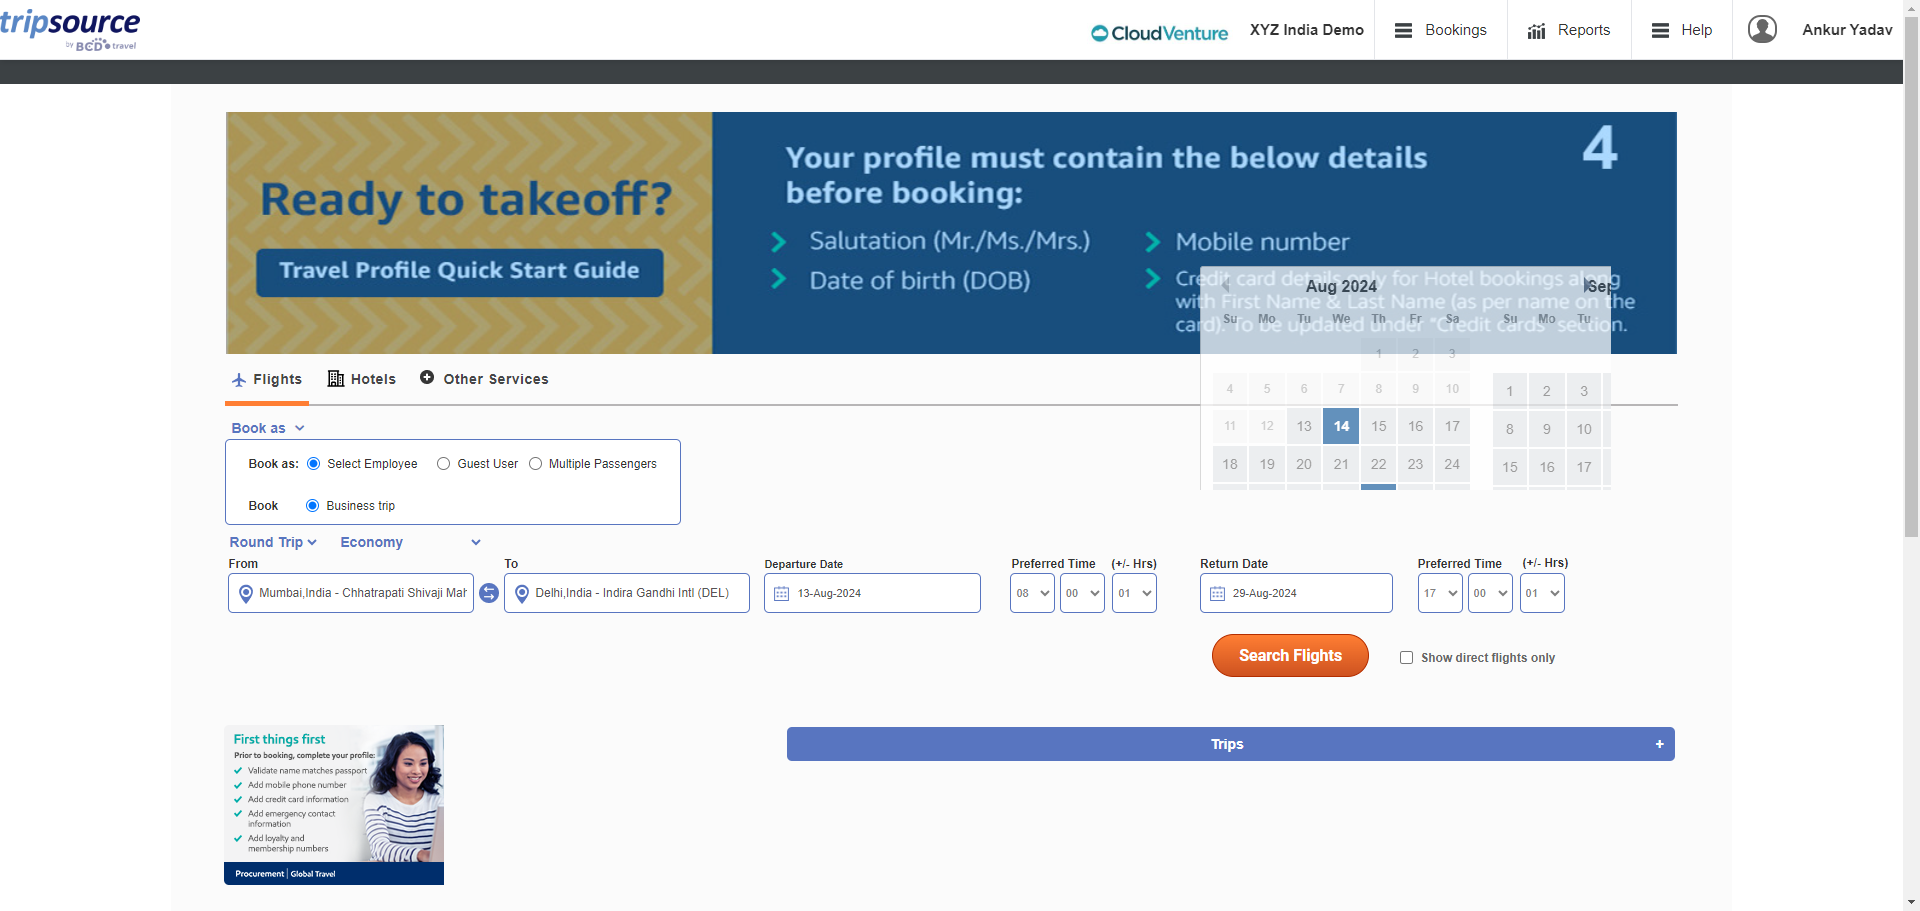 tripsource
by BCD travel
CloudVenture
XYZ India Demo
Bookings
Reports
Help
Ankur Yadav
Ready to takeoff?
Travel Profile Quick Start Guide
Your profile must contain the below details
before booking:
4
Salutation (Mr./Ms./Mrs.)
Mobile number
Date of birth (DOB)
Credit card details only for Hotel bookings along
with First Name & Last Name (as per name on the
card). To be updated under "Credit cards" section.
Aug 2024
Sep
Su Mo Tu We Th Fr Sa
Su Mo Tu
1 2 3
4 5 6 7 8 9 10
1 2 3
11 12 13 14 15 16 17
8 9 10
18 19 20 21 22 23 24
15 16 17
Flights
Hotels
Other Services
Book as
Book as: Select Employee Guest User Multiple Passengers
Book Business trip
Round Trip
Economy
From
To
Departure Date
Preferred Time (+/- Hrs)
Return Date
Preferred Time (+/- Hrs)
Mumbai,India - Chhatrapati Shivaji Mah
Delhi,India - Indira Gandhi Intl (DEL)
13-Aug-2024
08 00 01
29-Aug-2024
17 00 01
Search Flights
Show direct flights only
Trips +
First things first
Prior to booking, complete your profile:
Validate name matches passport
Add mobile phone number
Add credit card information
Add emergency contact
information
Add loyalty and
membership numbers
Procurement | Global Travel